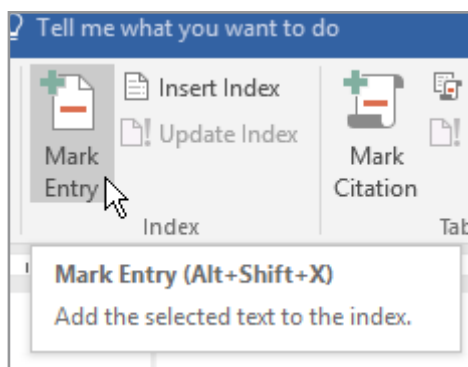 Tell me what you want to do
Mark
Entry
Insert Index
Update Index
Index
Mark
Citation
Mark Entry (Alt+Shift+X)
Add the selected text to the index.